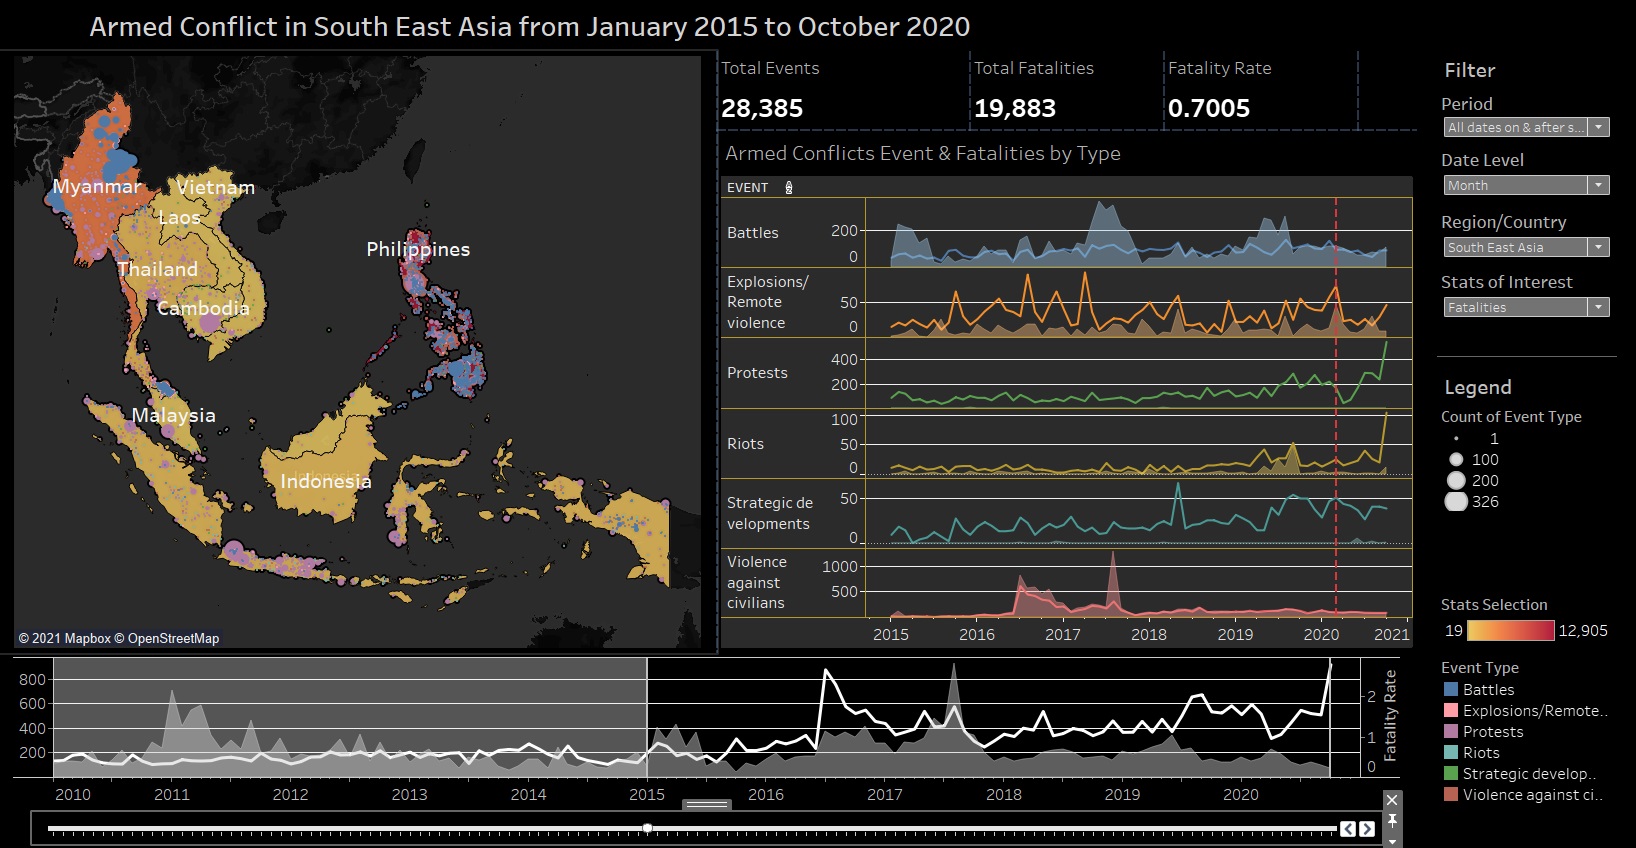 Armed Conflict in South East Asia from January 2015 to October 2020
Myanmar
Vietnam
Laos
Thailand
Cambodia
Philippines
Malaysia
Indonesia
Indonesia
© 2021 Mapbox © OpenStreetMap
Total Events
28,385
Total Fatalities
19,883
Fatality Rate
0.7005
Armed Conflicts Event & Fatalities by Type
EVENT
Battles
200
0
Explosions/
Remote
violence
50
0
Protests
400
200
Riots
100
50
0
Strategic de
velopments
50
0
Violence
against
civilians
1000
500
2015 2016 2017 2018 2019 2020 2021
800
600
400
200
2
1
0
Fatality Rate
2010 2011 2012 2013 2014 2015 2016 2017 2018 2019 2020
Filter
Period
All dates on & after s...
Date Level
Month
Region/Country
South East Asia
Stats of Interest
Fatalities
Legend
Count of Event Type
1
100
200
326
Stats Selection
19 12,905
Event Type
Battles
Explosions/Remote..
Protests
Riots
Strategic develop..
Violence against ci..